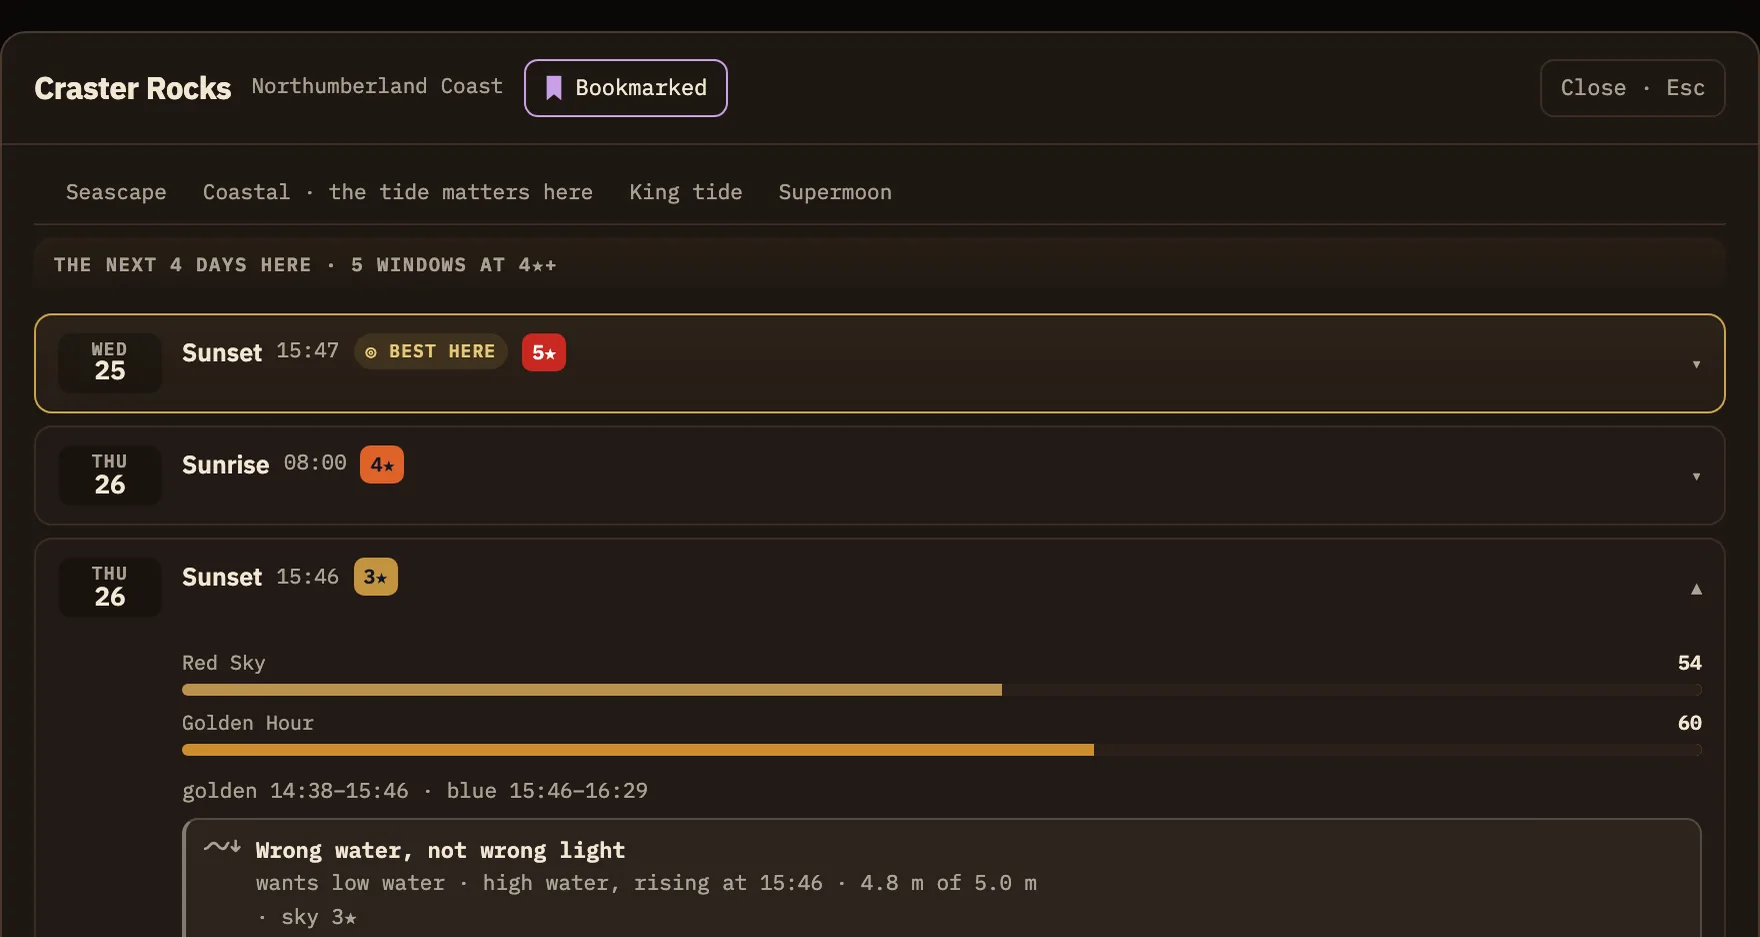 Craster Rocks Northumberland Coast Bookmarked Close · Esc
Seascape Coastal · the tide matters here King tide Supermoon
THE NEXT 4 DAYS HERE · 5 WINDOWS AT 4★+
WED
25
Sunset 15:47 ◎ BEST HERE 5★ ▾
THU
26
Sunrise 08:00 4★ ▾
THU
26
Sunset 15:46 3★ ▲
Red Sky 54
Golden Hour 60
golden 14:38–15:46 · blue 15:46–16:29
Wrong water, not wrong light
wants low water · high water, rising at 15:46 · 4.8 m of 5.0 m
· sky 3★